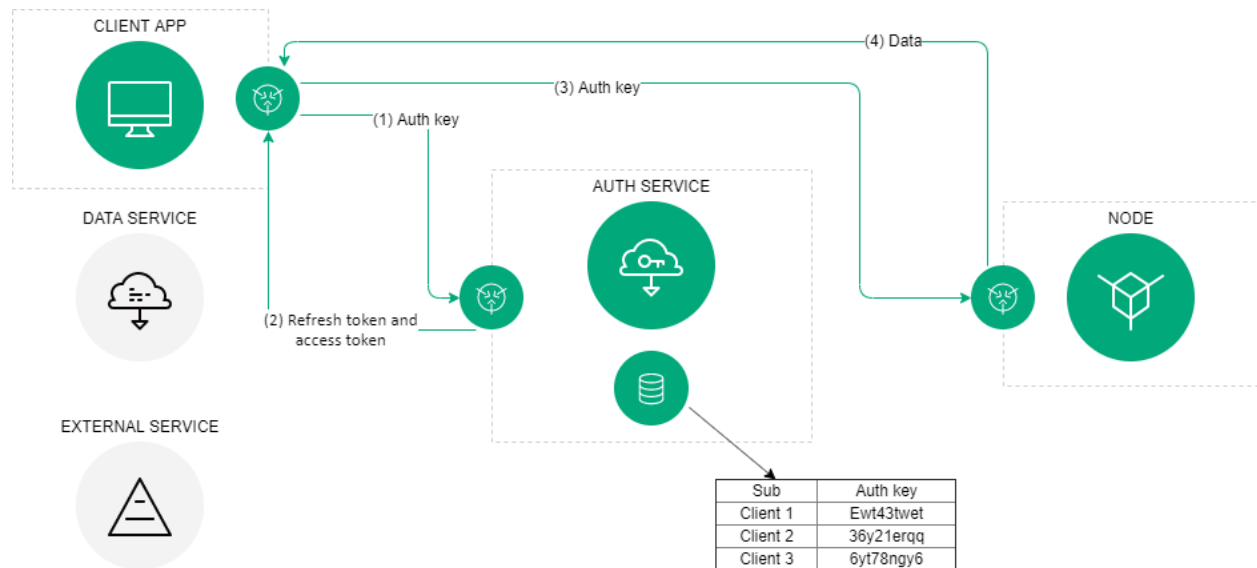 CLIENT APP
(4) Data
(3) Auth key
(1) Auth key
AUTH SERVICE
DATA SERVICE
NODE
(2) Refresh token and
access token
EXTERNAL SERVICE
Sub Auth key
Client 1 Ewt43twet
Client 2 36y21erqq
Client 3 6yt78ngy6